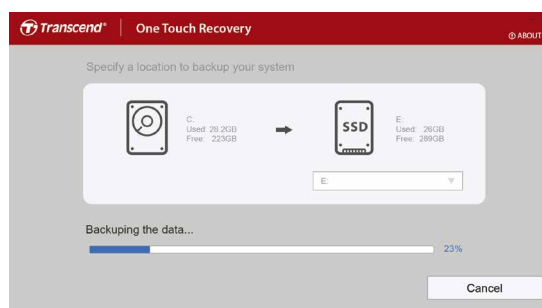 Transcend® One Touch Recovery
ABOUT
Specify a location to backup your system
C:
Used: 28.2GB
Free: 223GB
SSD
E:
Used: 26GB
Free: 289GB
E:
Backuping the data...
23%
Cancel